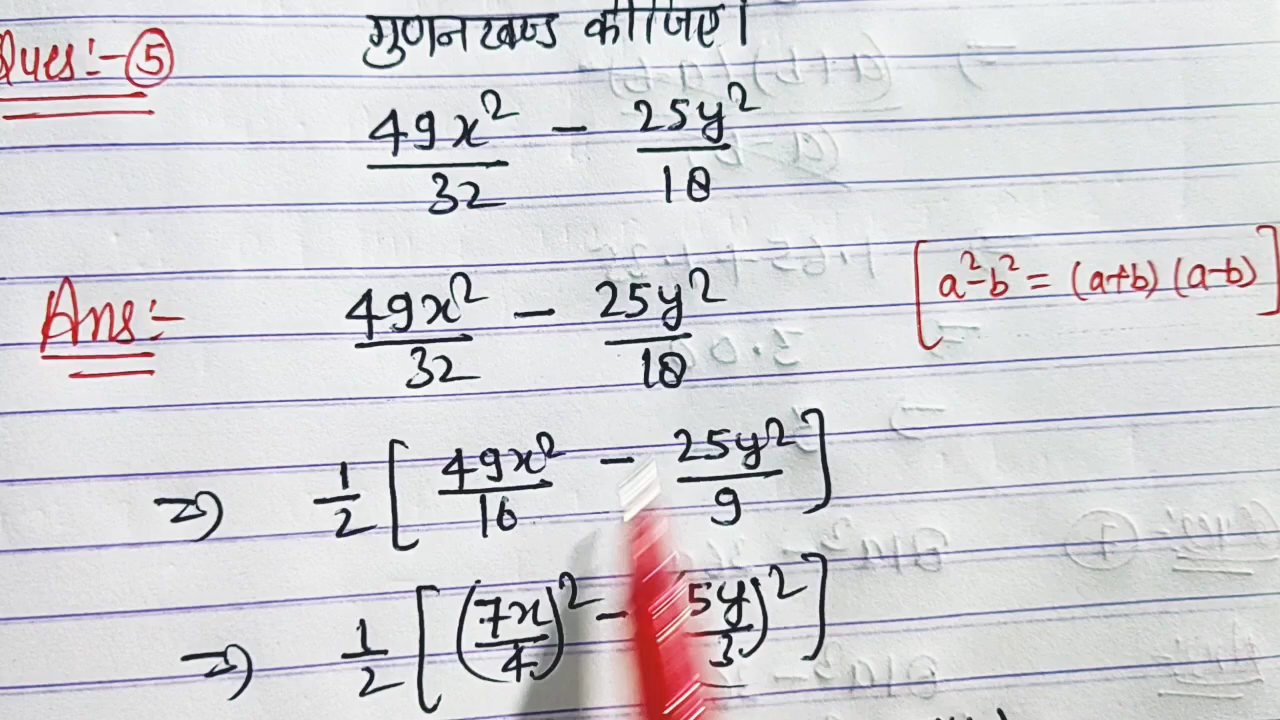 Ques:- ⑤ गुणनखण्ड कीजिए।
49x²/32 - 25y²/18
Ans:- 49x²/32 - 25y²/18 [a²-b² = (a+b) (a-b)]
⇒ 1/2 [49x²/16 - 25y²/9]
⇒ 1/2 [(7x/4)² - 5y/3)²]